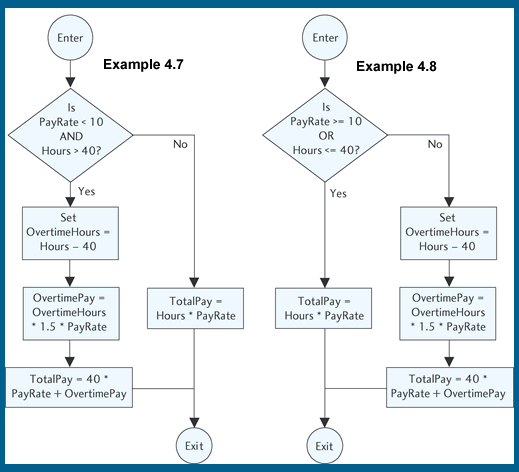 Enter
Example 4.7
Is
PayRate < 10
AND
Hours > 40?
No
Yes
Set
OvertimeHours =
Hours – 40
OvertimePay =
OvertimeHours
* 1.5 * PayRate
TotalPay =
Hours * PayRate
TotalPay = 40 *
PayRate + OvertimePay
Exit
Enter
Example 4.8
Is
PayRate >= 10
OR
Hours <= 40?
No
Yes
Set
OvertimeHours =
Hours – 40
TotalPay =
Hours * PayRate
OvertimePay =
OvertimeHours
* 1.5 * PayRate
TotalPay = 40 *
PayRate + OvertimePay
Exit